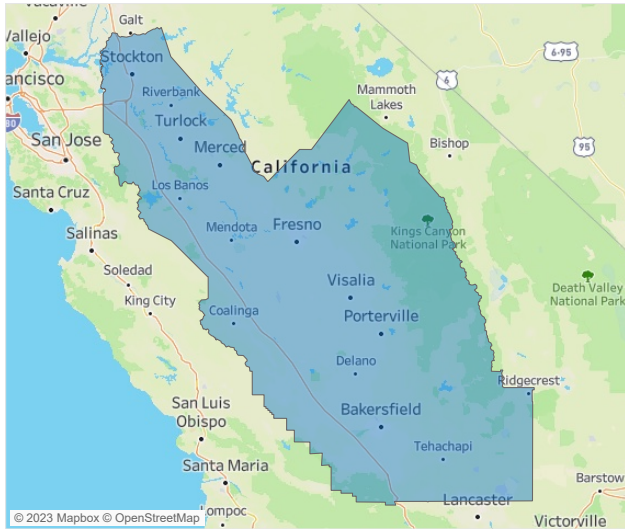 Vacaville
Galt
Vallejo
Stockton
6-95
ancisco
6
Riverbank
Mammoth
Lakes
80
Turlock
San Jose
Merced
Bishop
95
California
Los Banos
Santa Cruz
Mendota
Fresno
Kings Canyon
National Park
Salinas
Soledad
Visalia
Death Valley
National Park
King City
Coalinga
Porterville
Delano
Ridgecrest
San Luis
Obispo
Bakersfield
Tehachapi
Santa Maria
Barstow
Lancaster
Lompoc
© 2023 Mapbox © OpenStreetMap
Victorville